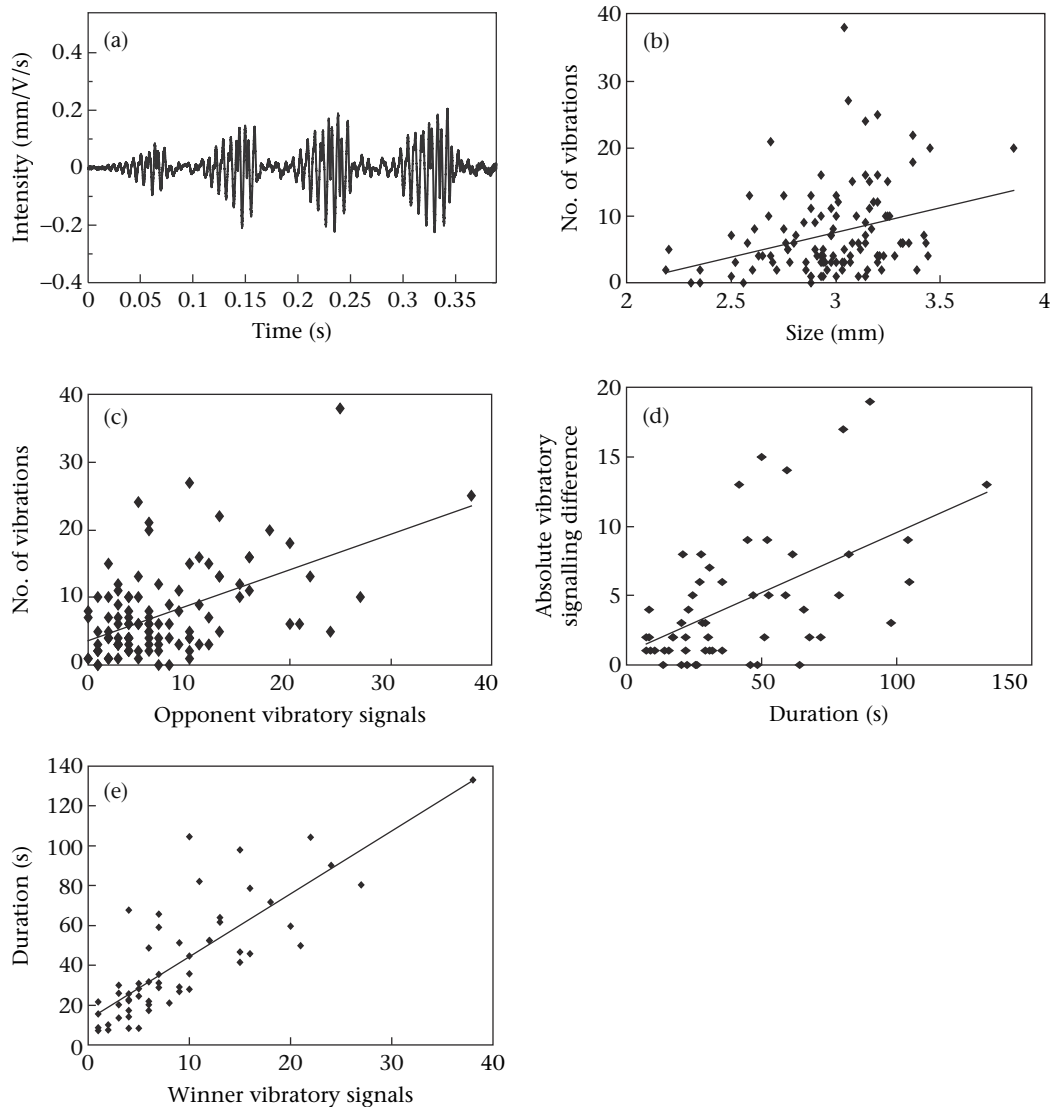 (a)
Intensity (mm/V/s)
0.4
0.2
0
−0.2
−0.4
0 0.05 0.1 0.15 0.2 0.25 0.3 0.35
Time (s)
(b)
No. of vibrations
40
30
20
10
0
2 2.5 3 3.5 4
Size (mm)
(c)
No. of vibrations
40
30
20
10
0
0 10 20 30 40
Opponent vibratory signals
(d)
Absolute vibratory
signalling difference
20
15
10
5
0
0 50 100 150
Duration (s)
(e)
Duration (s)
140
120
100
80
60
40
20
0
0 10 20 30 40
Winner vibratory signals